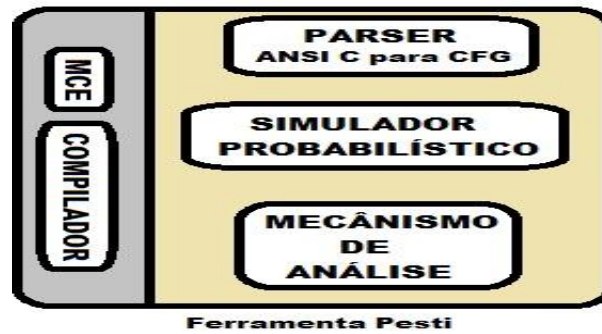 MCE
COMPILADOR
PARSER
ANSI C para CFG
SIMULADOR
PROBABILÍSTICO
MECÂNISMO
DE
ANÁLISE
Ferramenta Pesti